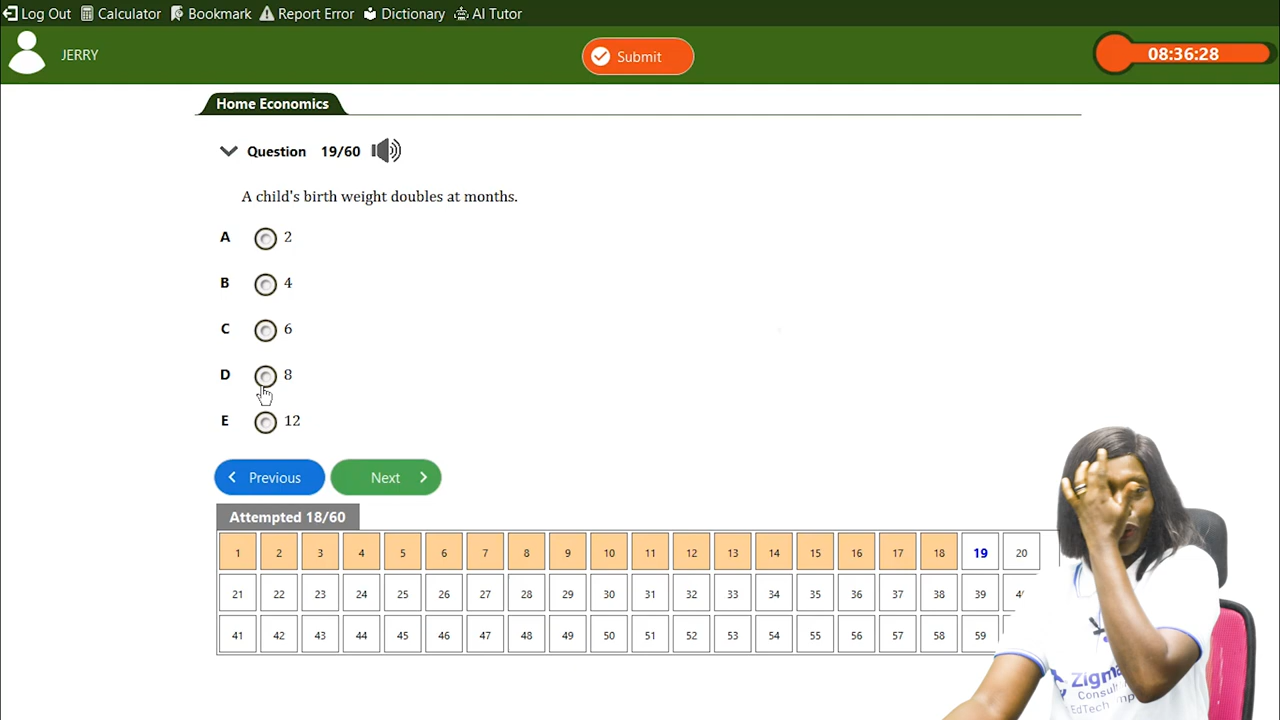 Log Out Calculator Bookmark Report Error Dictionary AI Tutor
JERRY
Submit
08:36:28
Home Economics
Question 19/60
A child's birth weight doubles at months.
A 2
B 4
C 6
D 8
E 12
Previous Next
Attempted 18/60
1 2 3 4 5 6 7 8 9 10 11 12 13 14 15 16 17 18 19 20
21 22 23 24 25 26 27 28 29 30 31 32 33 34 35 36 37 38 39
41 42 43 44 45 46 47 48 49 50 51 52 53 54 55 56 57 58 59
Zigma
Consul
EdTech Imp